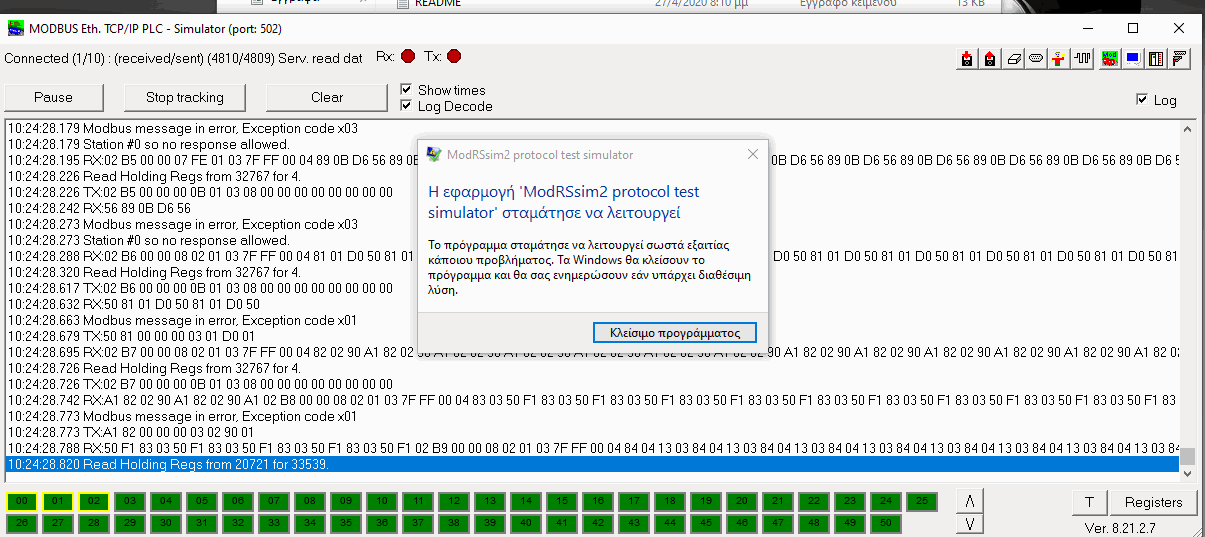 έγγραφα
README
27/4/2020 8:10 μμ
Έγγραφο κειμένου
13 KB
MODBUS Eth. TCP/IP PLC - Simulator (port: 502)
Connected (1/10) : (received/sent) (4810/4809) Serv. read dat Rx: Tx:
Pause Stop tracking Clear Show times
Log Decode
Log
10:24:28.179 Modbus message in error, Exception code x03
10:24:28.179 Station #0 so no response allowed.
10:24:28.195 RX:02 B5 00 00 07 FE 01 03 7F FF 00 04 89 0B D6 56 89 0B D6 56 89 0B D6 56 89 0B D6 5
10:24:28.226 Read Holding Regs from 32767 for 4.
10:24:28.226 TX:02 B5 00 00 00 0B 01 03 08 00 00 00 00 00 00 00 00
10:24:28.242 RX:56 89 0B D6 56
10:24:28.273 Modbus message in error, Exception code x03
10:24:28.273 Station #0 so no response allowed.
10:24:28.288 RX:02 B6 00 00 08 01 01 03 7F FF 00 04 81 01 D0 50 81 01 D0 50 81 01 D0 50 81 01 D0 50 81 01
10:24:28.320 Read Holding Regs from 32767 for 4.
10:24:28.617 TX:02 B6 00 00 00 0B 01 03 08 00 00 00 00 00 00 00 00
10:24:28.632 RX:50 81 01 D0 50 81 01 D0 50
10:24:28.663 Modbus message in error, Exception code x01
10:24:28.679 TX:50 81 00 00 00 03 01 D0 01
10:24:28.695 RX:02 B7 00 00 08 02 01 03 7F FF 00 04 82 02 90 A1 82 02 90 A1 82 02 90 A1 82 02 90 A1 82 02 90 A1 82 02 90 A1 82 02 90 A1 82 02 90 A1 82 02 90 A1 82 02 90 A1 82 02
10:24:28.726 Read Holding Regs from 32767 for 4.
10:24:28.726 TX:02 B7 00 00 00 0B 01 03 08 00 00 00 00 00 00 00 00
10:24:28.742 RX:A1 82 02 90 A1 82 02 90 A1 02 B8 00 00 08 02 01 03 7F FF 00 04 83 03 50 F1 83 03 50 F1 83 03 50 F1 83 03 50 F1 83 03 50 F1 83 03 50 F1 83 03 50 F1 83 03 50 F1 83
10:24:28.773 Modbus message in error, Exception code x01
10:24:28.773 TX:A1 82 00 00 00 03 02 90 01
10:24:28.788 RX:50 F1 83 03 50 F1 83 03 50 F1 83 03 50 F1 02 B9 00 00 08 02 01 03 7F FF 00 04 84 04 13 03 84 04 13 03 84 04 13 03 84 04 13 03 84 04 13 03 84 04 13 03 84 04 13 03 84
10:24:28.820 Read Holding Regs from 20721 for 33539.
ModRSsim2 protocol test simulator
Η εφαρμογή 'ModRSsim2 protocol test
simulator' σταμάτησε να λειτουργεί
Το πρόγραμμα σταμάτησε να λειτουργεί σωστά εξαιτίας
κάποιου προβλήματος. Τα Windows θα κλείσουν το
πρόγραμμα και θα σας ενημερώσουν εάν υπάρχει διαθέσιμη
λύση.
Κλείσιμο προγράμματος
00 01 02 03 04 05 06 07 08 09 10 11 12 13 14 15 16 17 18 19 20 21 22 23 24 25
26 27 28 29 30 31 32 33 34 35 36 37 38 39 40 41 42 43 44 45 46 47 48 49 50
T Registers
Ver. 8.21.2.7